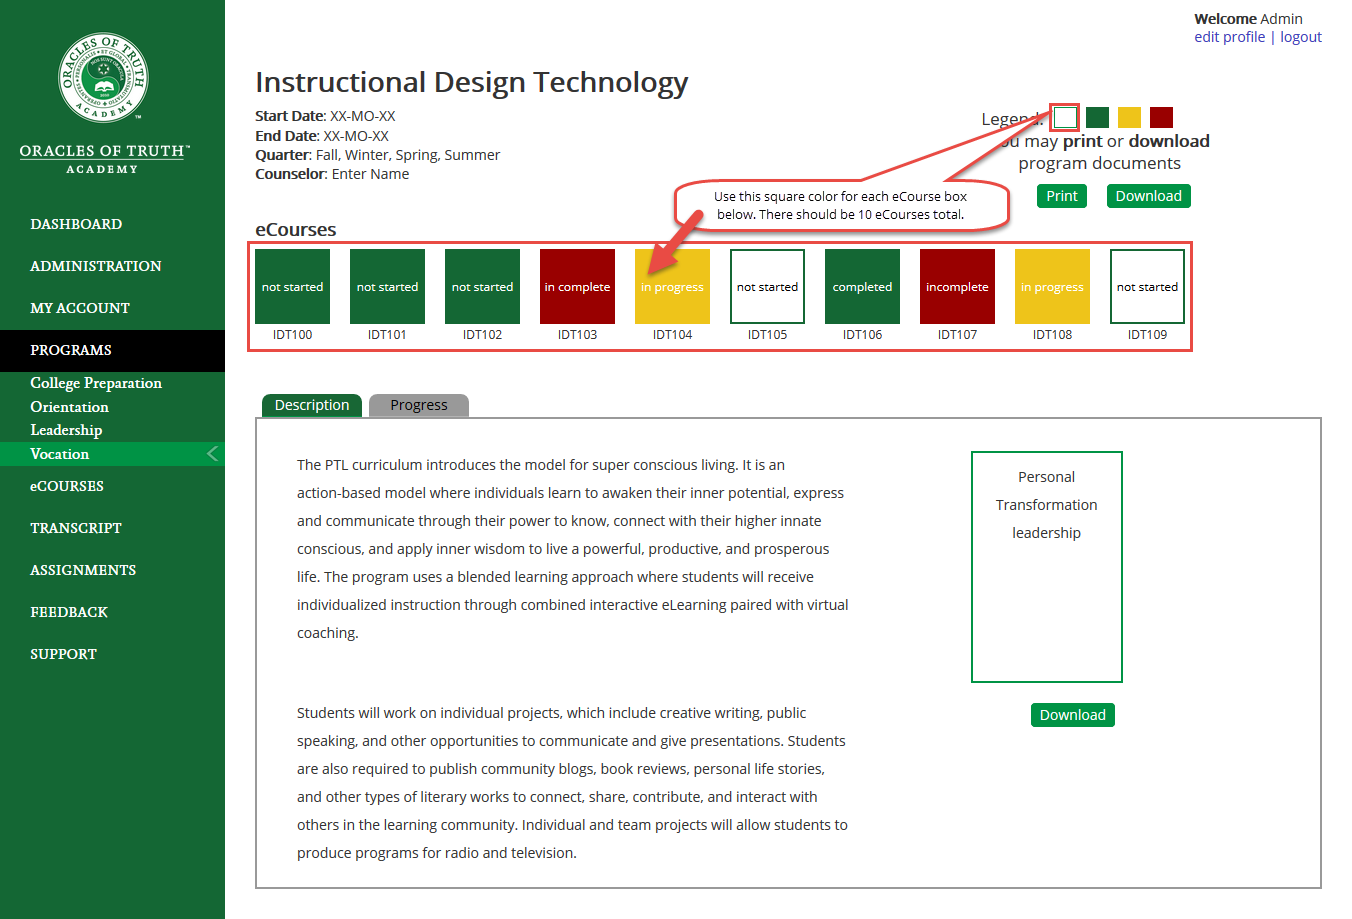 Welcome Admin
edit profile | logout
ORACLES OF TRUTH
ACADEMY
™
ORACLES OF TRUTH™
ACADEMY
DASHBOARD
ADMINISTRATION
MY ACCOUNT
PROGRAMS
College Preparation
Orientation
Leadership
Vocation
eCOURSES
TRANSCRIPT
ASSIGNMENTS
FEEDBACK
SUPPORT
Instructional Design Technology
Start Date: XX-MO-XX
End Date: XX-MO-XX
Quarter: Fall, Winter, Spring, Summer
Counselor: Enter Name
Legend:
ou may print or download
program documents
Print
Download
Use this square color for each eCourse box
below. There should be 10 eCourses total.
eCourses
not started
not started
not started
in complete
in progress
not started
completed
incomplete
in progress
not started
IDT100
IDT101
IDT102
IDT103
IDT104
IDT105
IDT106
IDT107
IDT108
IDT109
Description
Progress
The PTL curriculum introduces the model for super conscious living. It is an
action-based model where individuals learn to awaken their inner potential, express
and communicate through their power to know, connect with their higher innate
conscious, and apply inner wisdom to live a powerful, productive, and prosperous
life. The program uses a blended learning approach where students will receive
individualized instruction through combined interactive eLearning paired with virtual
coaching.
Students will work on individual projects, which include creative writing, public
speaking, and other opportunities to communicate and give presentations. Students
are also required to publish community blogs, book reviews, personal life stories,
and other types of literary works to connect, share, contribute, and interact with
others in the learning community. Individual and team projects will allow students to
produce programs for radio and television.
Personal
Transformation
leadership
Download